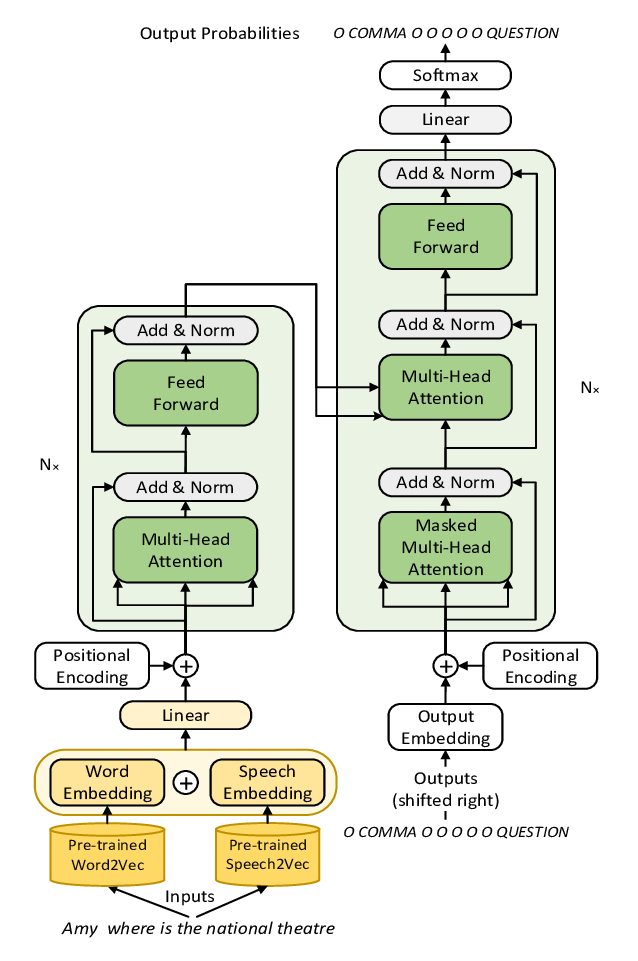 Output Probabilities
O COMMA O O O O O QUESTION
Softmax
Linear
Add & Norm
Feed
Forward
Add & Norm
Multi-Head
Attention
Nx
Add & Norm
Masked
Multi-Head
Attention
Add & Norm
Feed
Forward
Nx
Add & Norm
Multi-Head
Attention
Positional
Encoding
+
+
Positional
Encoding
Linear
Output
Embedding
Word
Embedding
+
Speech
Embedding
Outputs
(shifted right)
O COMMA O O O O O QUESTION
Pre-trained
Word2Vec
Pre-trained
Speech2Vec
Inputs
Amy where is the national theatre